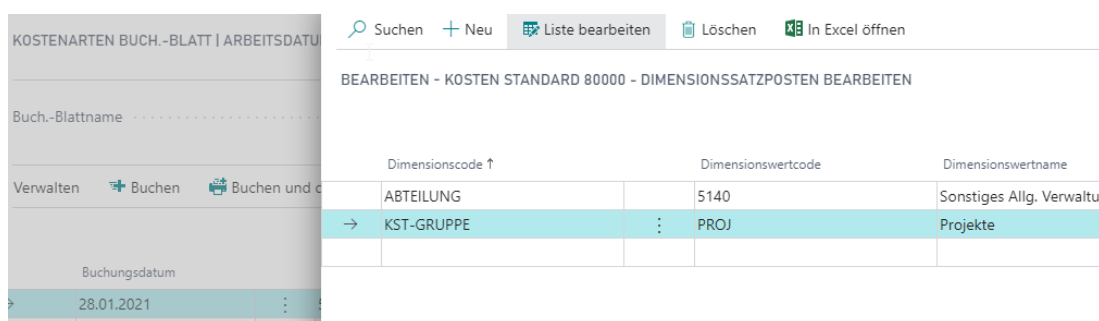 KOSTENARTEN BUCH.-BLATT | ARBEITSDATU
Buch.-Blattname
Verwalten Buchen Buchen und d
Buchungsdatum
28.01.2021
Suchen Neu Liste bearbeiten Löschen In Excel öffnen
BEARBEITEN - KOSTEN STANDARD 80000 - DIMENSIONSSATZPOSTEN BEARBEITEN
Dimensionscode ↑ Dimensionswertcode Dimensionswertname
ABTEILUNG 5140 Sonstiges Allg. Verwaltu
KST-GRUPPE PROJ Projekte